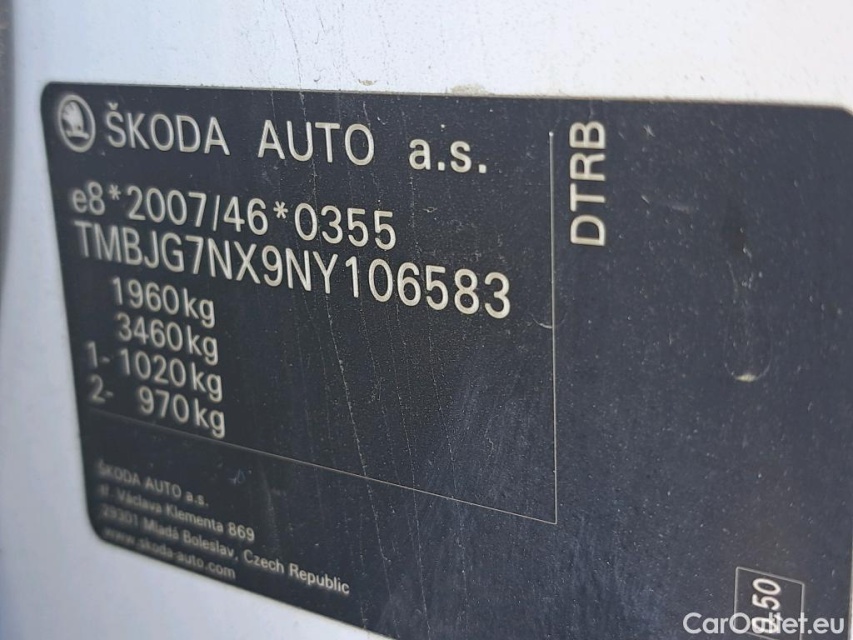 ŠKODA AUTO a.s.
e8*2007/46*0355
TMBJG7NX9NY106583
1960kg
3460kg
1- 1020kg
2- 970kg
DTRB
ŠKODA AUTO a.s.
tř. Václava Klementa 869
29301 Mladá Boleslav, Czech Republic
www.skoda-auto.com
CarOutlet.eu